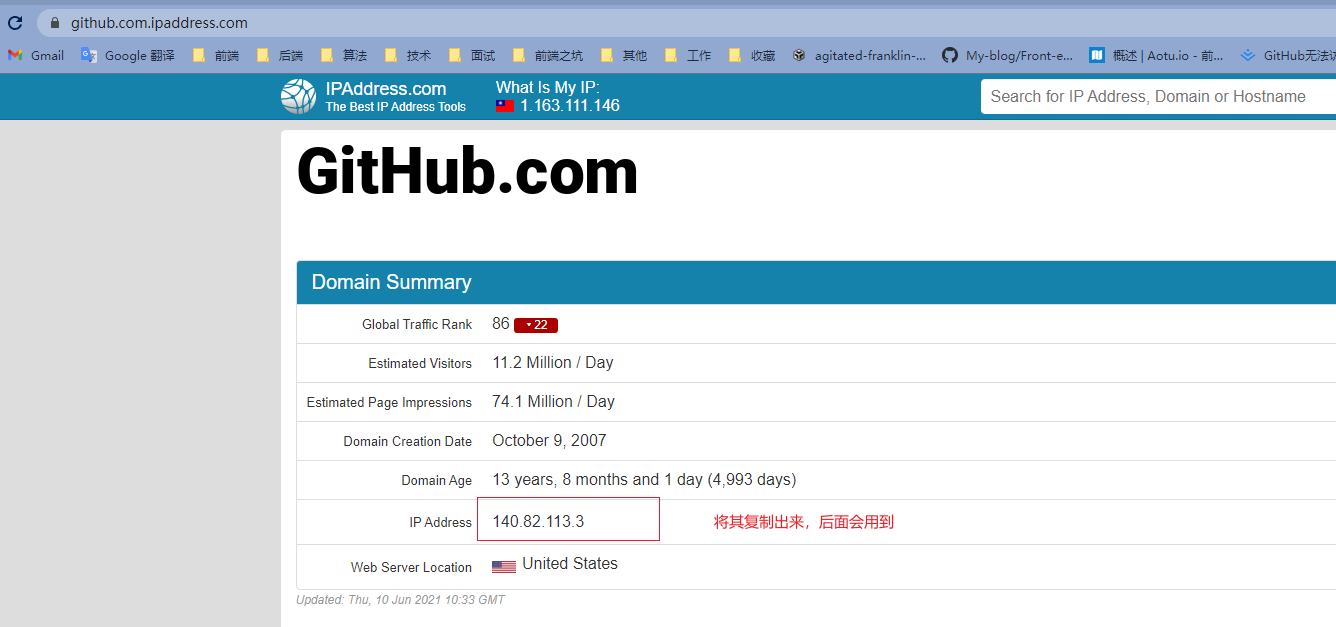 github.com.ipaddress.com
Gmail Google 翻译 前端 后端 算法 技术 面试 前端之坑 其他 工作 收藏 agitated-franklin-... My-blog/Front-e... 概述 | Aotu.io - 前... GitHub无法访
IPAddress.com
The Best IP Address Tools
What Is My IP:
1.163.111.146
Search for IP Address, Domain or Hostname
GitHub.com
Domain Summary
Global Traffic Rank 86 22
Estimated Visitors 11.2 Million / Day
Estimated Page Impressions 74.1 Million / Day
Domain Creation Date October 9, 2007
Domain Age 13 years, 8 months and 1 day (4,993 days)
IP Address 140.82.113.3 将其复制出来，后面会用到
Web Server Location United States
Updated: Thu, 10 Jun 2021 10:33 GMT